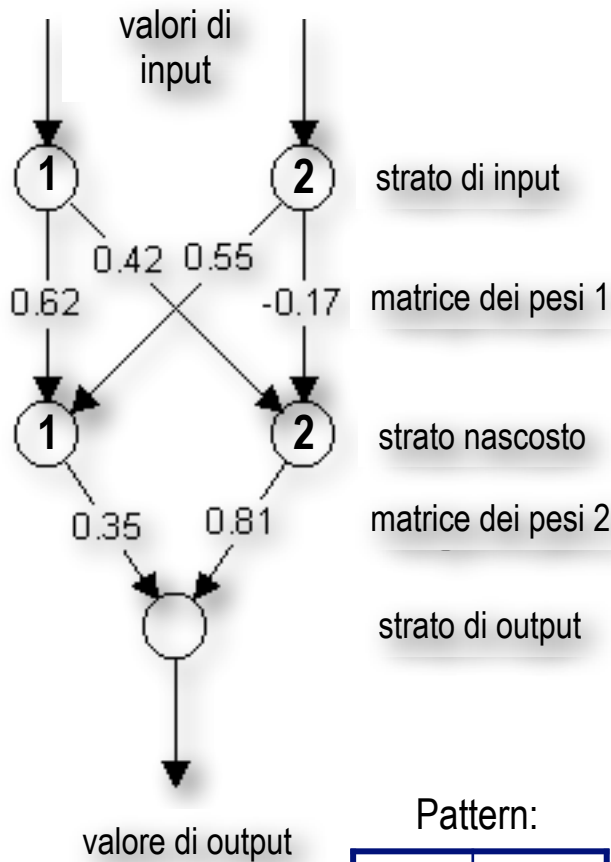 valori di
input
1
2
strato di input
0.42
0.55
0.62
-0.17
matrice dei pesi 1
1
2
strato nascosto
0.35
0.81
matrice dei pesi 2
strato di output
Pattern:
valore di output